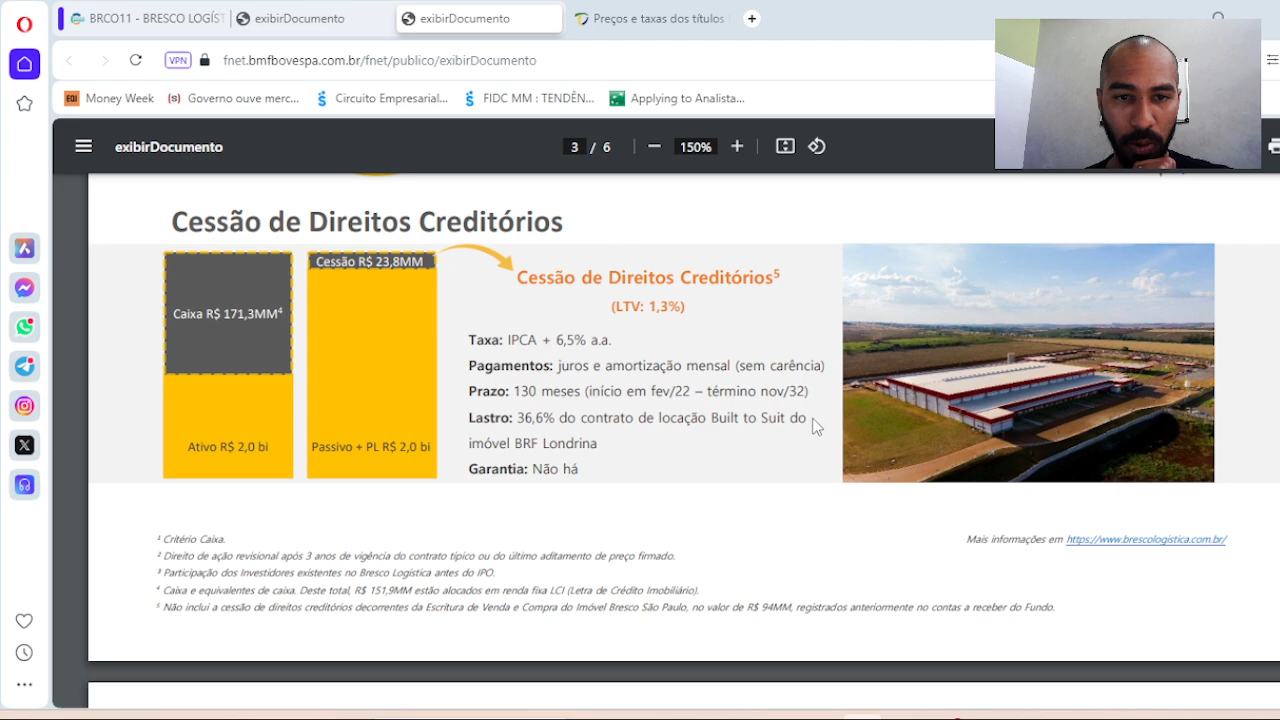 BRCO11 - BRESCO LOGÍST
exibirDocumento
exibirDocumento
Preços e taxas dos títulos
VPN
fnet.bmfbovespa.com.br/fnet/publico/exibirDocumento
EQI Money Week
(s) Governo ouve merc...
Circuito Empresarial...
FIDC MM : TENDÊN...
Applying to Analista...
exibirDocumento
3 / 6
150%
Cessão de Direitos Creditórios
Caixa R$ 171,3MM⁴
Ativo R$ 2,0 bi
Cessão R$ 23,8MM
Passivo + PL R$ 2,0 bi
Cessão de Direitos Creditórios⁵
(LTV: 1,3%)
Taxa: IPCA + 6,5% a.a.
Pagamentos: juros e amortização mensal (sem carência)
Prazo: 130 meses (início em fev/22 – término nov/32)
Lastro: 36,6% do contrato de locação Built to Suit do
imóvel BRF Londrina
Garantia: Não há
¹ Critério Caixa.
² Direito de ação revisional após 3 anos de vigência do contrato típico ou do último aditamento de preço firmado.
³ Participação dos Investidores existentes no Bresco Logística antes do IPO.
⁴ Caixa e equivalentes de caixa. Deste total, R$ 151,9MM estão alocados em renda fixa LCI (Letra de Crédito Imobiliário).
⁵ Não inclui a cessão de direitos creditórios decorrentes da Escritura de Venda e Compra do Imóvel Bresco São Paulo, no valor de R$ 94MM, registrados anteriormente no contas a receber do Fundo.
Mais informações em https://www.brescologistica.com.br/